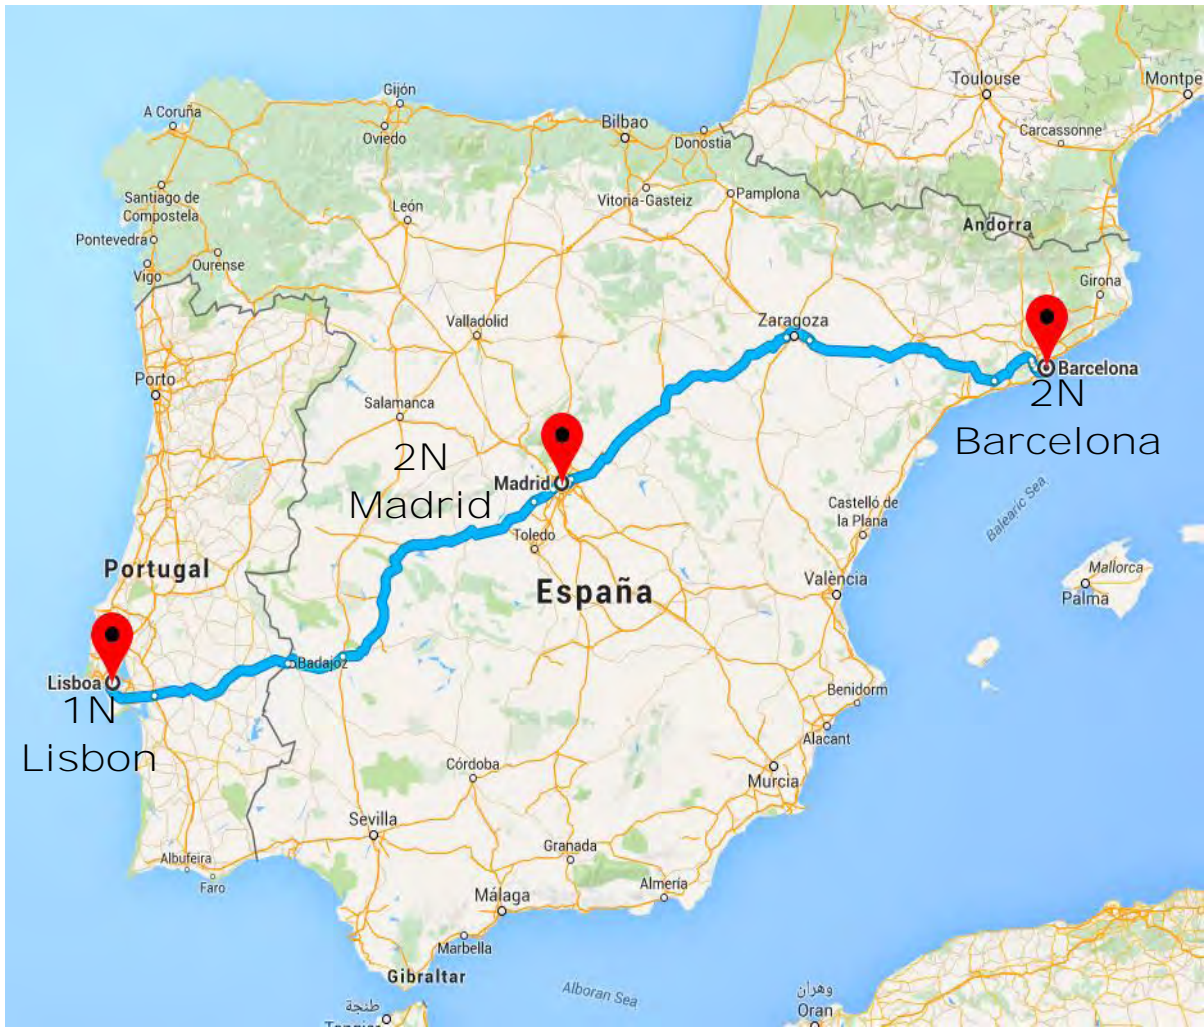 Toulouse
Montpe
Gijón
A Coruña
Bilbao
Oviedo
Donostia
Carcassonne
Vitoria-Gasteiz
Pamplona
Santiago de
Compostela
León
Andorra
Pontevedra
Ourense
Vigo
Girona
Valladolid
Zaragoza
Barcelona
Porto
2N
Barcelona
Salamanca
2N
Madrid
Madrid
Castelló de
la Plana
Balearic Sea
Toledo
Mallorca
Palma
Portugal
España
València
Badajoz
Lisboa
1N
Lisbon
Benidorm
Alacant
Córdoba
Murcia
Sevilla
Granada
Albufeira
Faro
Almería
Málaga
Marbella
Gibraltar
Alboran Sea
طنجة
وهران
Oran